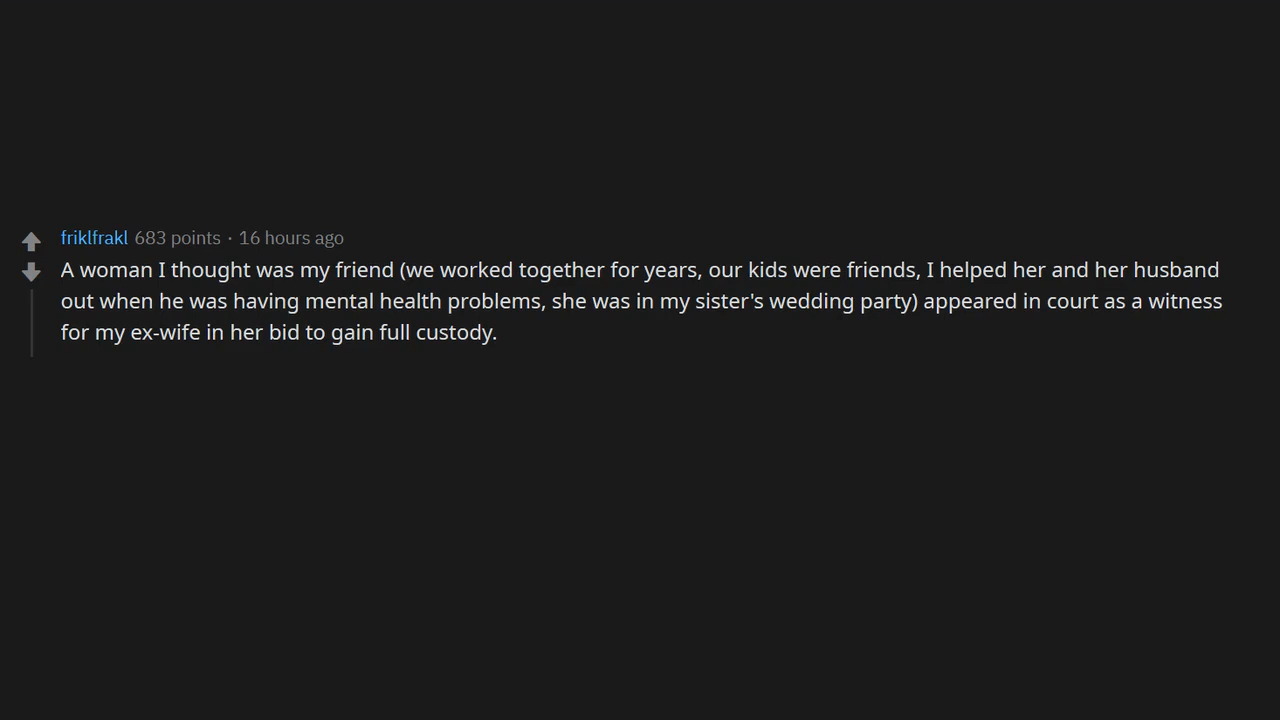 friklfrakl 683 points · 16 hours ago
A woman I thought was my friend (we worked together for years, our kids were friends, I helped her and her husband
out when he was having mental health problems, she was in my sister's wedding party) appeared in court as a witness
for my ex-wife in her bid to gain full custody.